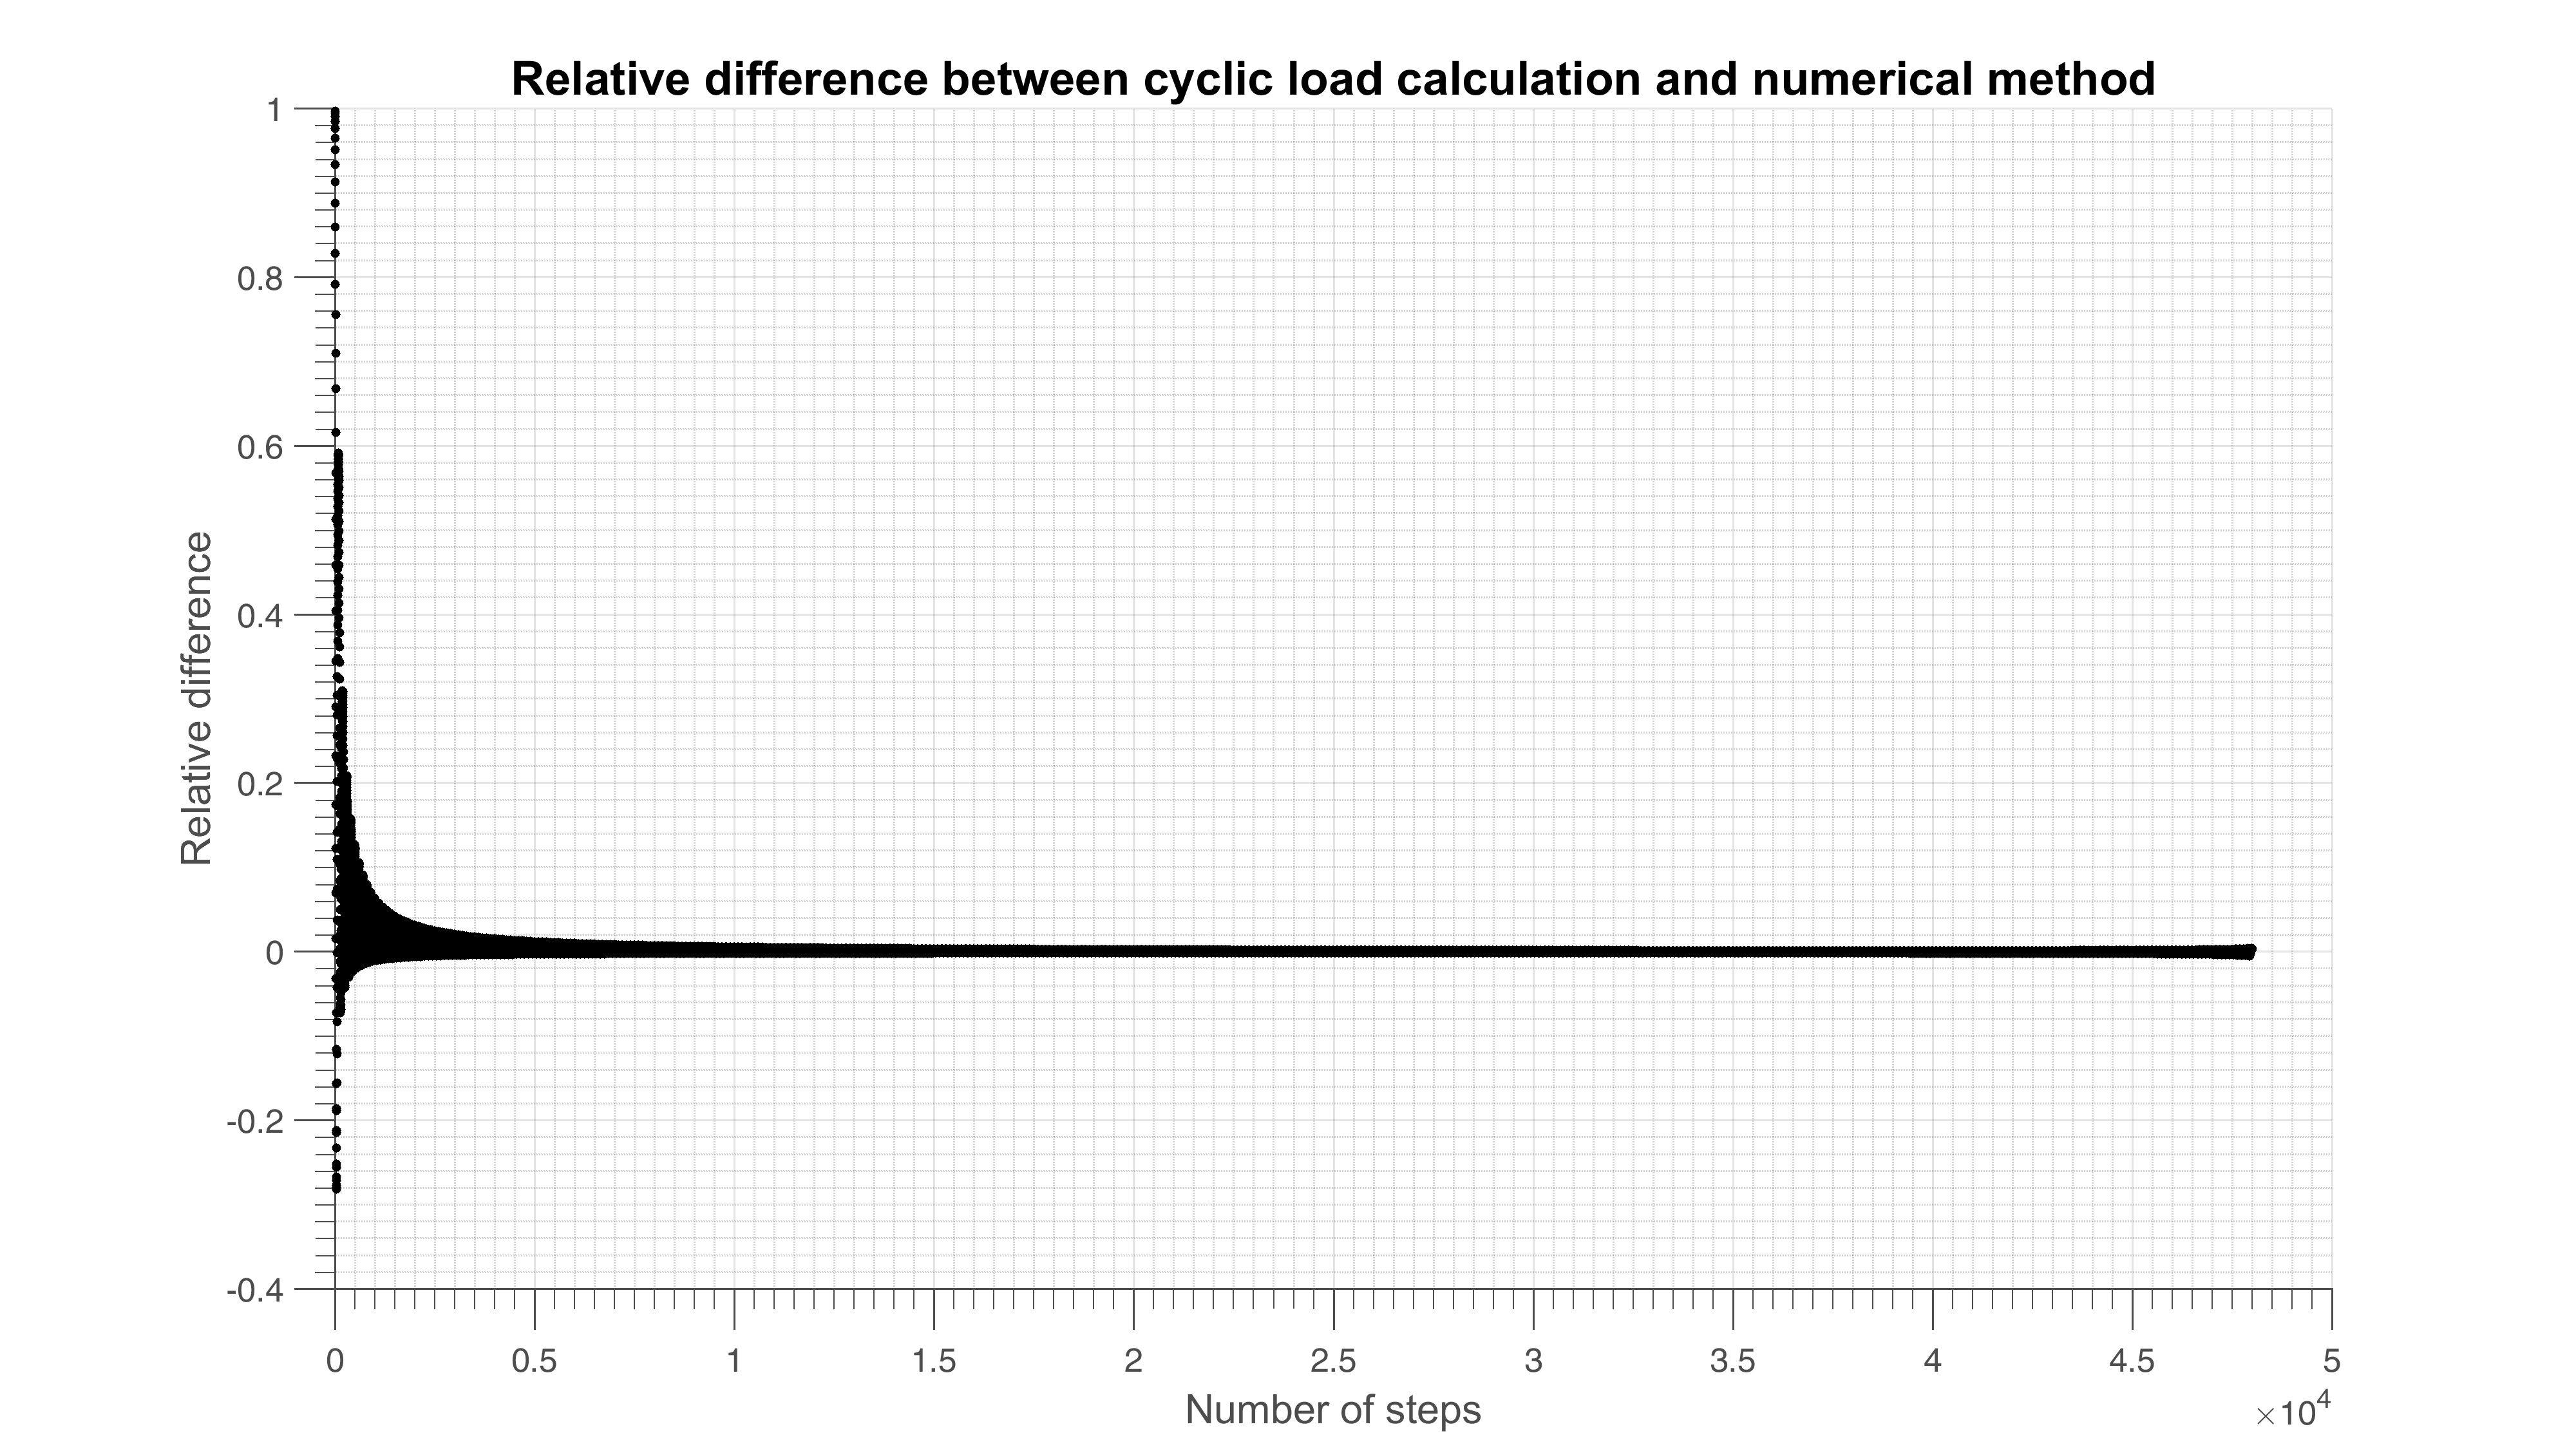 Relative difference between cyclic load calculation and numerical method
1
0.8
0.6
0.4
0.2
0
-0.2
-0.4
Relative difference
0 0.5 1 1.5 2 2.5 3 3.5 4 4.5 5
Number of steps
×10⁴